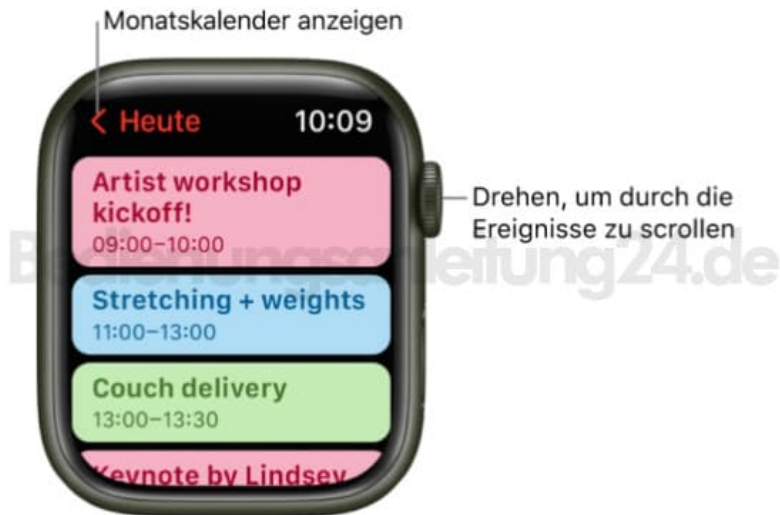 Monatskalender anzeigen
< Heute 10:09
Artist workshop
kickoff!
09:00–10:00
Drehen, um durch die
Ereignisse zu scrollen
Bedienungsanleitung24.de
Stretching + weights
11:00–13:00
Couch delivery
13:00–13:30
Keynote by Lindsey